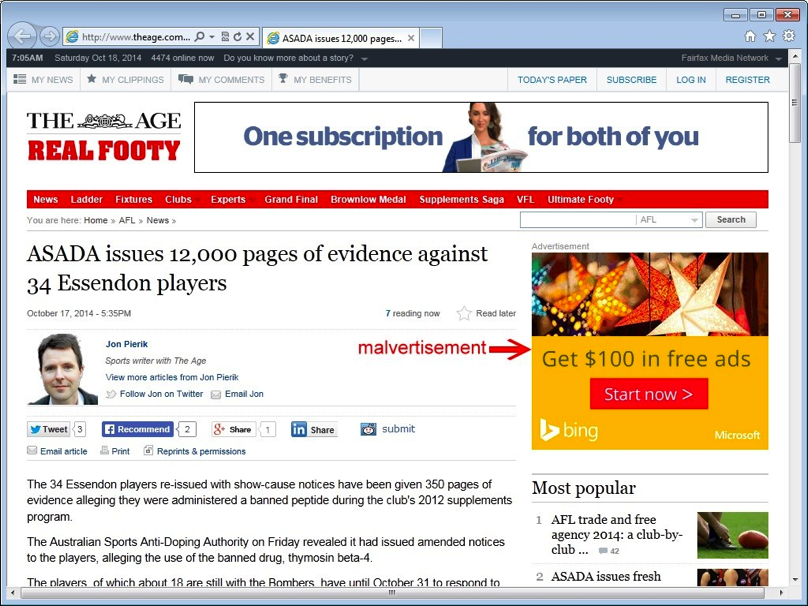 http://www.theage.com...
ASADA issues 12,000 pages...
7:05AM Saturday Oct 18, 2014 4474 online now Do you know more about a story?
Fairfax Media Network
MY NEWS MY CLIPPINGS MY COMMENTS MY BENEFITS
TODAY'S PAPER SUBSCRIBE LOG IN REGISTER
THE AGE
REAL FOOTY
One subscription for both of you
News Ladder Fixtures Clubs Experts Grand Final Brownlow Medal Supplements Saga VFL Ultimate Footy
You are here: Home » AFL » News »
AFL Search
ASADA issues 12,000 pages of evidence against
34 Essendon players
October 17, 2014 - 5:35PM
7 reading now Read later
Jon Pierik
Sports writer with The Age
View more articles from Jon Pierik
Follow Jon on Twitter Email Jon
Tweet 3 Recommend 2 Share 1 Share submit
Email article Print Reprints & permissions
The 34 Essendon players re-issued with show-cause notices have been given 350 pages of
evidence alleging they were administered a banned peptide during the club's 2012 supplements
program.
The Australian Sports Anti-Doping Authority on Friday revealed it had issued amended notices
to the players, alleging the use of the banned drug, thymosin beta-4.
The players, of which about 18 are still with the Bombers, have until October 31 to respond to
Advertisement
malvertisement
Get $100 in free ads
Start now >
bing
Microsoft
Most popular
1 AFL trade and free
agency 2014: a club-by-
club ... 42
2 ASADA issues fresh